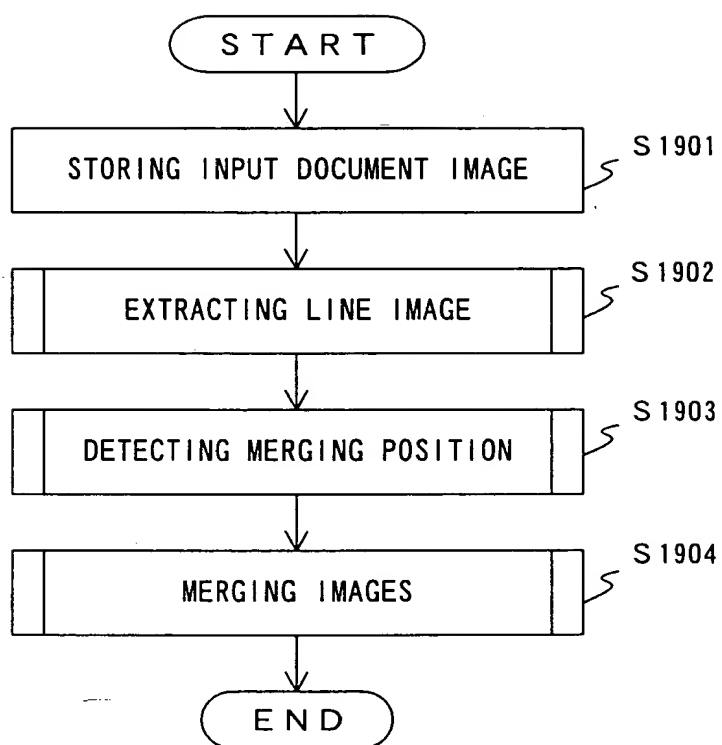 START
STORING INPUT DOCUMENT IMAGE
S1901
EXTRACTING LINE IMAGE
S1902
DETECTING MERGING POSITION
S1903
MERGING IMAGES
S1904
END